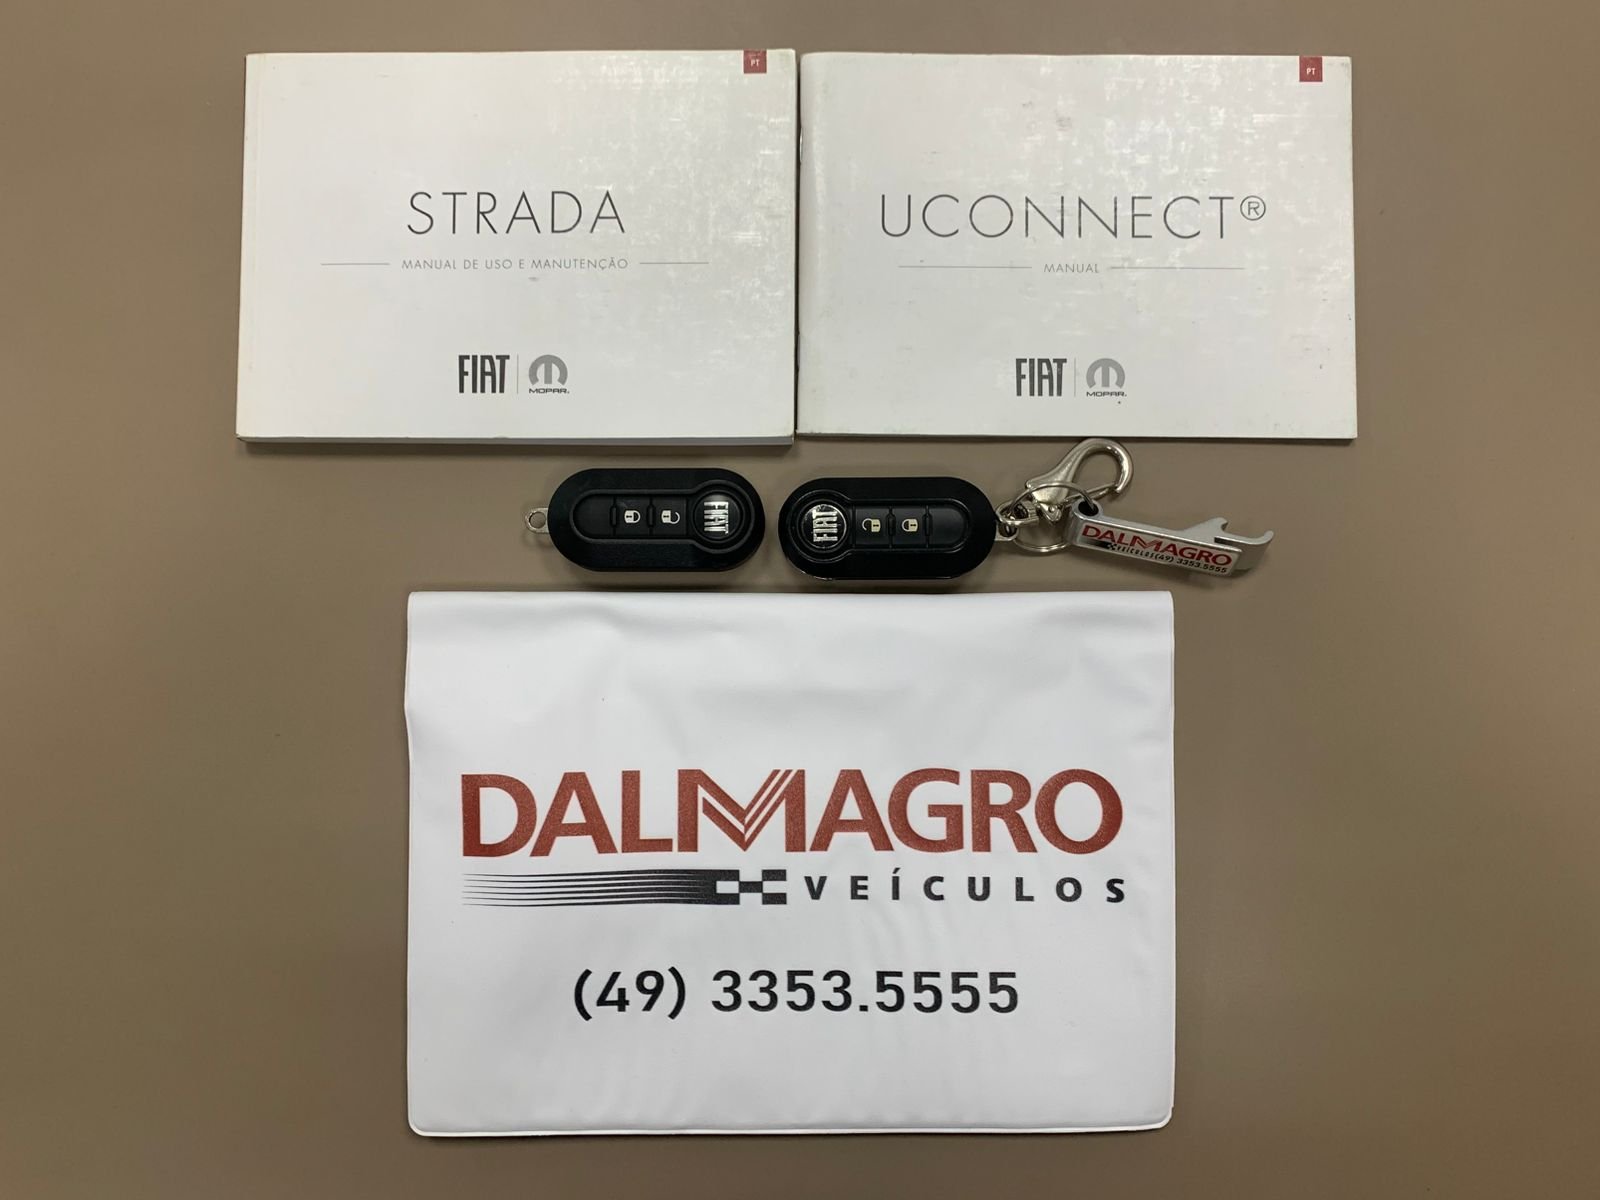 PT
STRADA
MANUAL DE USO E MANUTENÇÃO
FIAT
MOPAR®
PT
UCONNECT®
MANUAL
FIAT
MOPAR®
FIAT
FIAT
DALMAGRO
VEÍCULOS (49) 3353.5555
DALMAGRO
VEÍCULOS
(49) 3353.5555